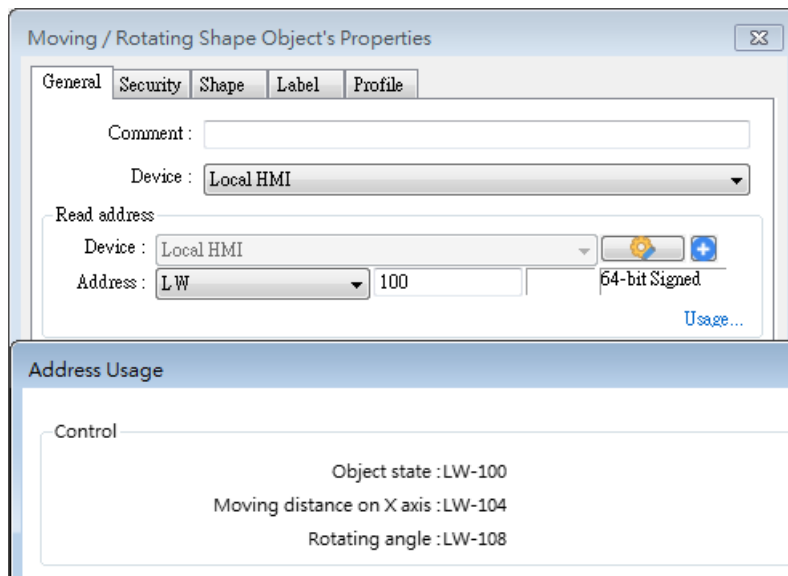 Moving / Rotating Shape Object's Properties
General Security Shape Label Profile
Comment :
Device : Local HMI
Read address
Device : Local HMI
Address : LW 100 64-bit Signed
Usage...
Address Usage
Control
Object state :LW-100
Moving distance on X axis :LW-104
Rotating angle :LW-108